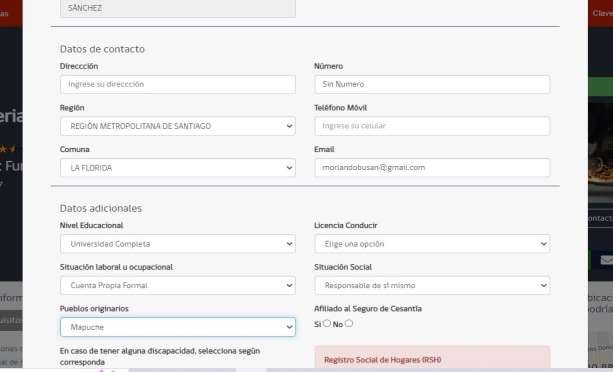 SÁNCHEZ
Clave
as
Datos de contacto
Direccción Número
Ingrese su direccción Sin Numero
Región Teléfono Móvil
REGIÓN METROPOLITANA DE SANTIAGO Ingrese su celular
Comuna Email
LA FLORIDA moriandobusan@gmail.com
Datos adicionales
Nivel Educacional Licencia Conducir
Universidad Completa Elige una opción
Situación laboral u ocupacional Situación Social
Cuenta Propia Formal Responsable de sí mismo
Pueblos originarios Afiliado al Seguro de Cesantía
Mapuche Si No
En caso de tener alguna discapacidad, selecciona según
corresponda
Registro Social de Hogares (RSH)